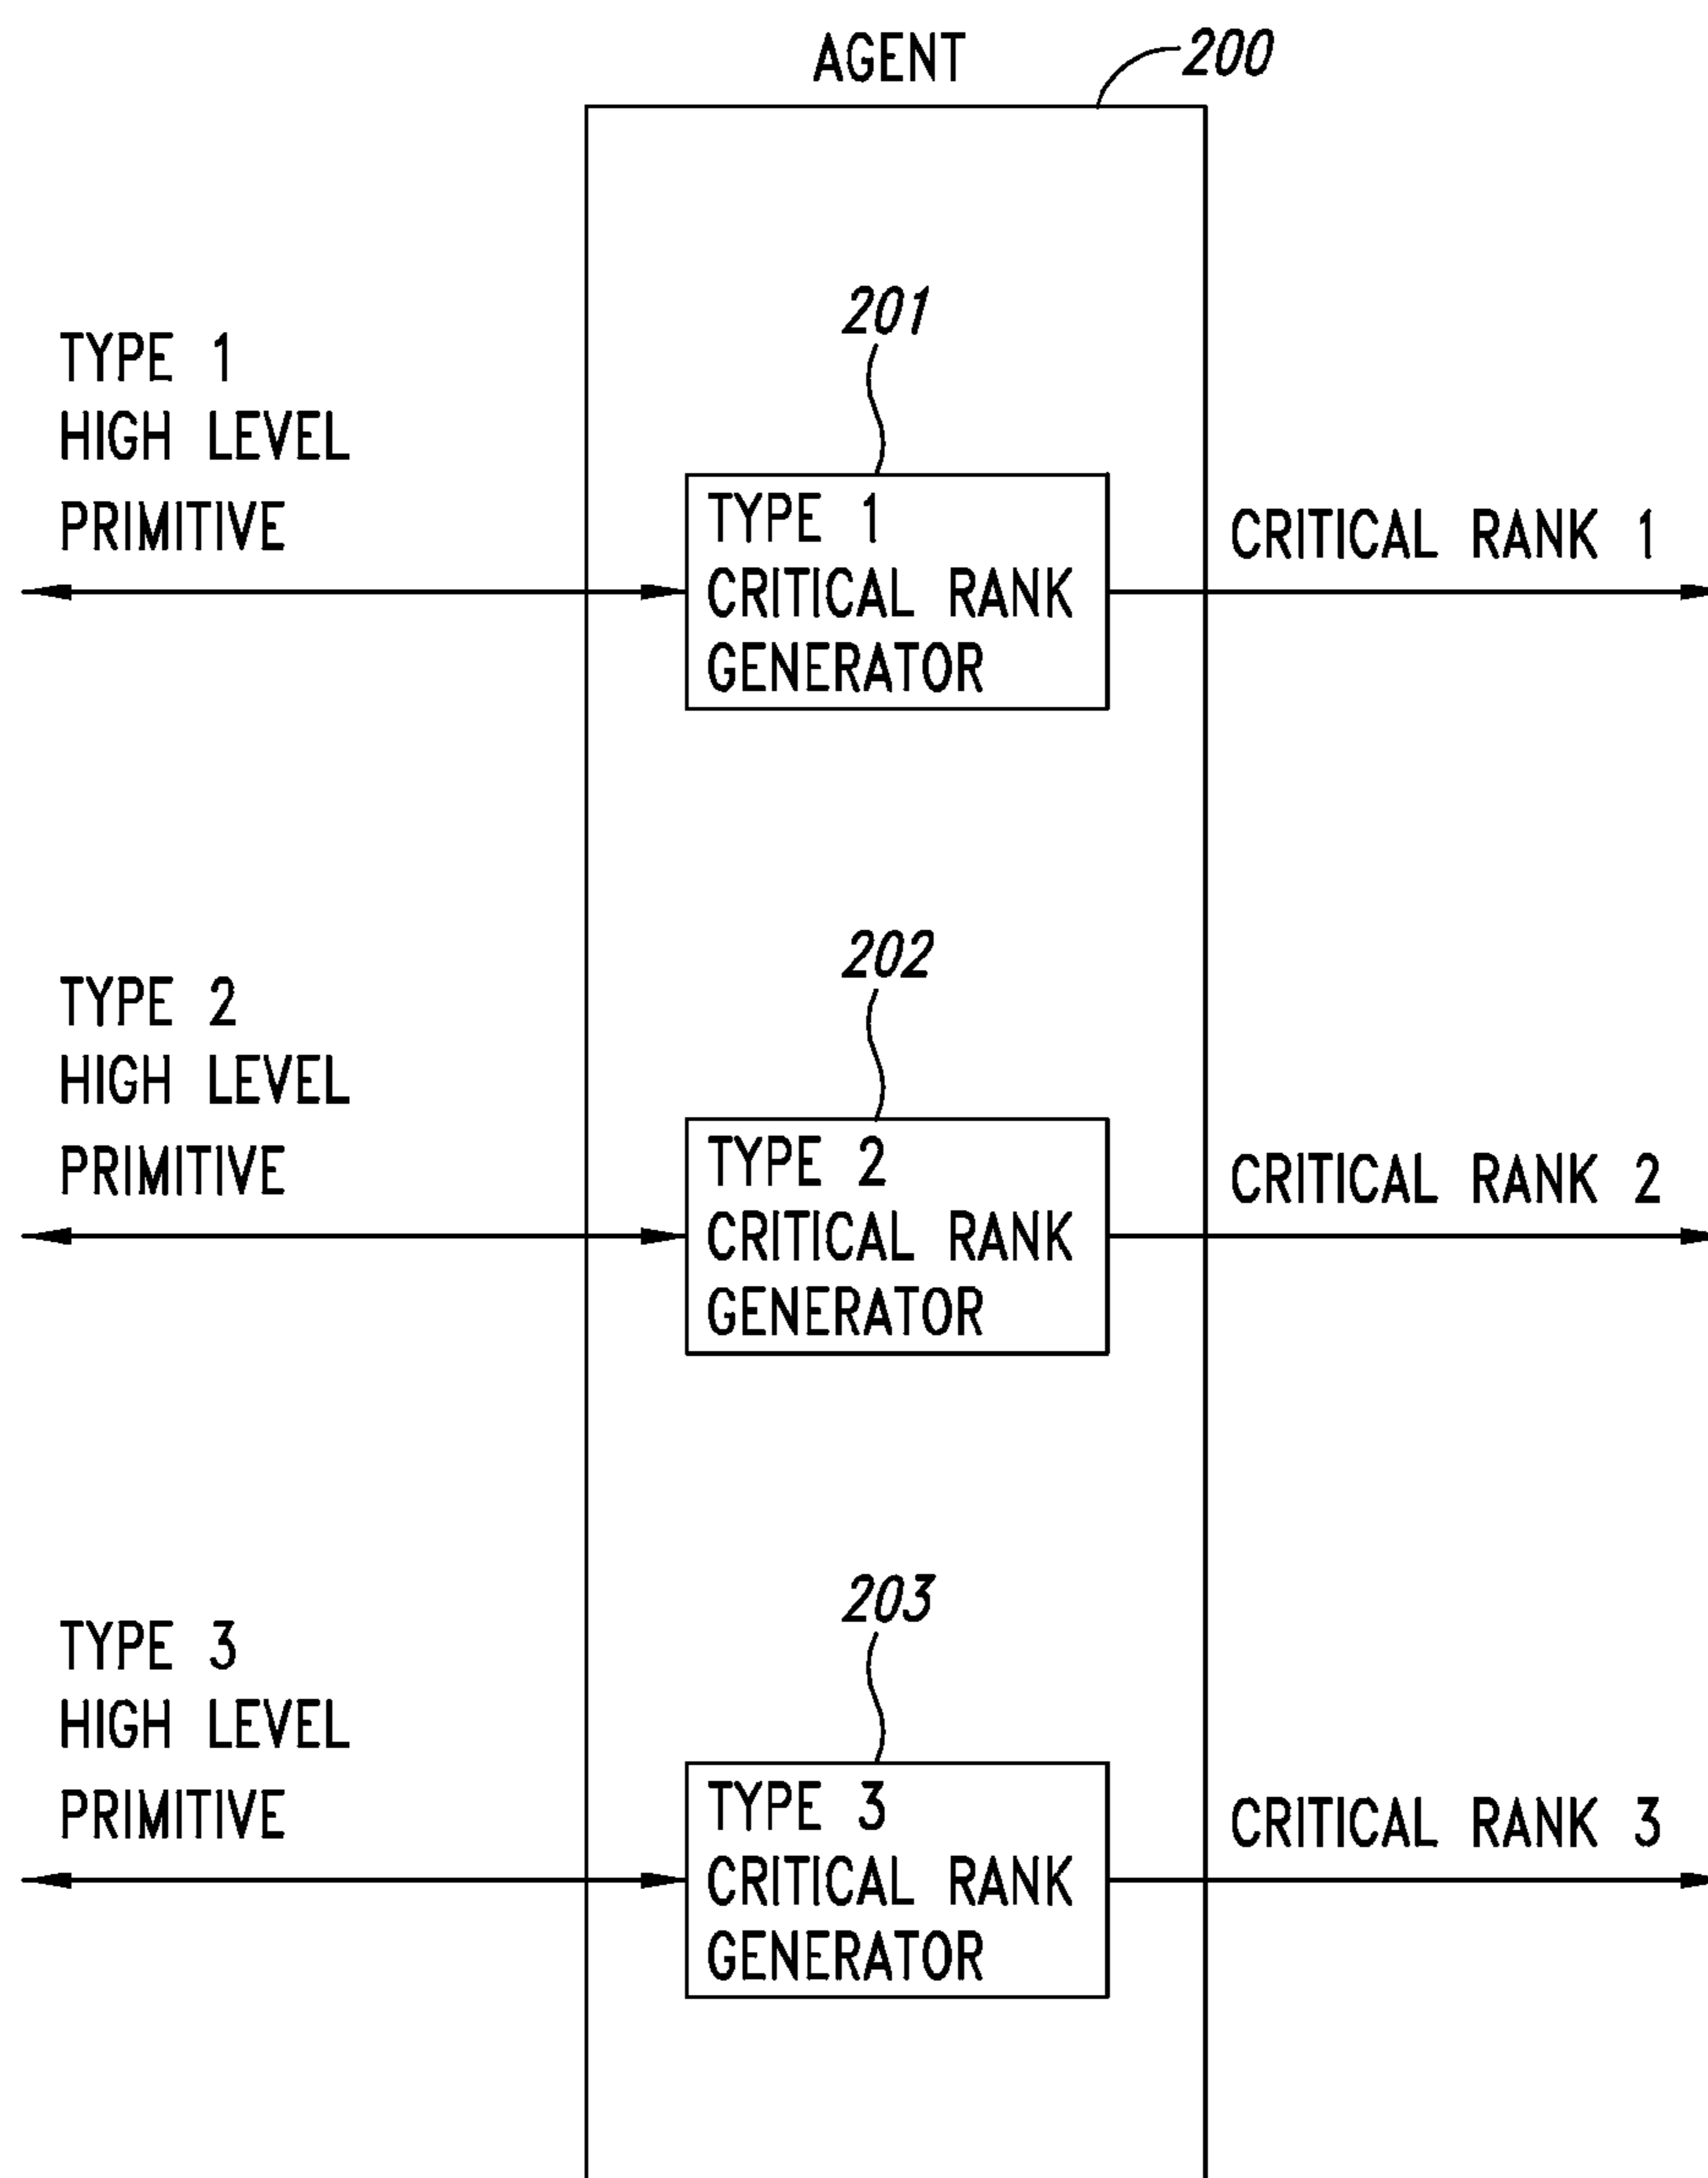 AGENT
200
201
TYPE 1
HIGH LEVEL
PRIMITIVE
TYPE 1
CRITICAL RANK
GENERATOR
CRITICAL RANK 1
202
TYPE 2
HIGH LEVEL
PRIMITIVE
TYPE 2
CRITICAL RANK
GENERATOR
CRITICAL RANK 2
203
TYPE 3
HIGH LEVEL
PRIMITIVE
TYPE 3
CRITICAL RANK
GENERATOR
CRITICAL RANK 3